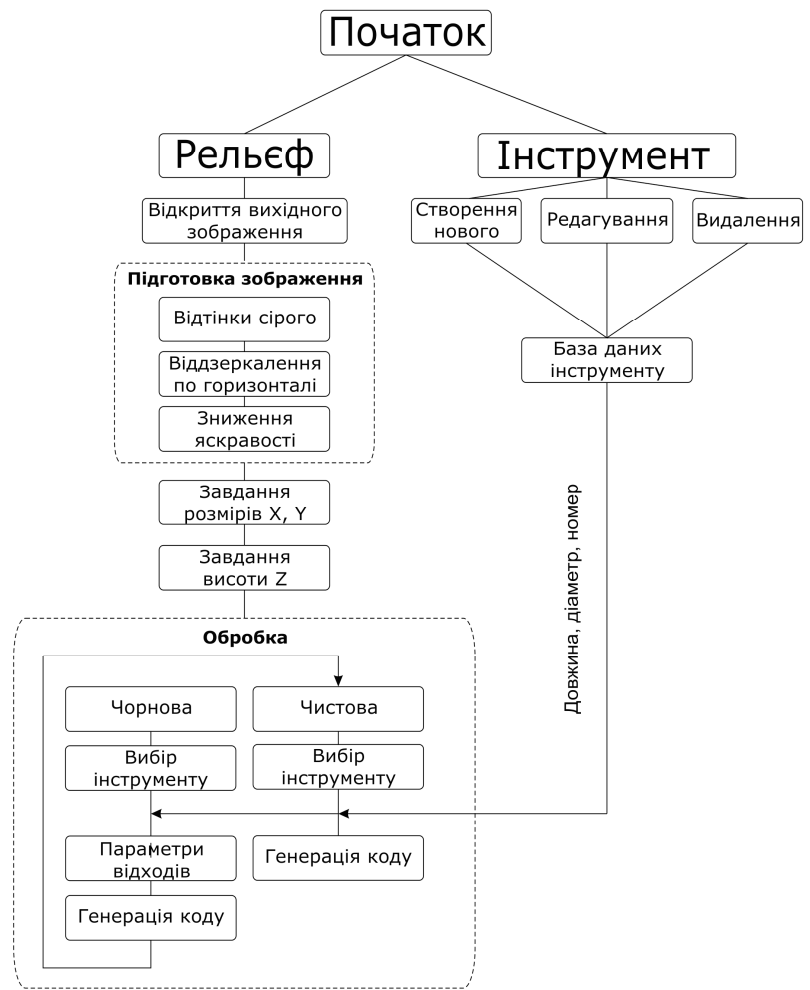 Початок
Рельєф
Інструмент
Відкриття вихідного
зображення
Створення
нового
Редагування
Видалення
Підготовка зображення
Відтінки сірого
Віддзеркалення
по горизонталі
Зниження
яскравості
База даних
інструменту
Завдання
розмірів X, Y
Завдання
висоти Z
Довжина, діаметр, номер
Обробка
Чорнова
Чистова
Вибір
інструменту
Вибір
інструменту
Параметри
відходів
Генерація коду
Генерація коду